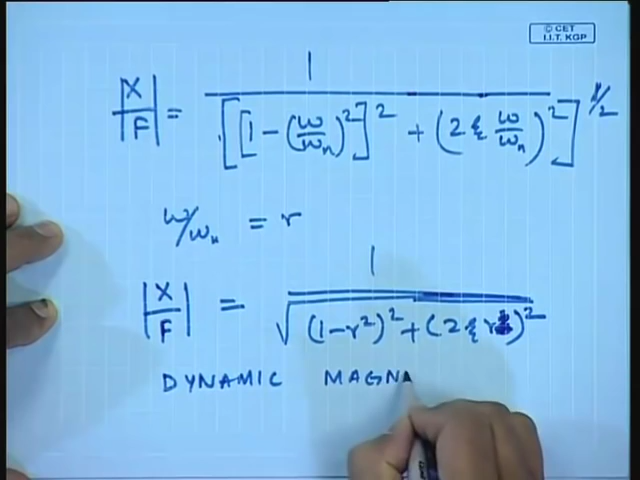 © CET
I.I.T. KGP
|X/F| = 1 / [[1 - (ω/ωn)²]² + (2ξ ω/ωn)²]^1/2
ω/ωn = r
|X/F| = 1 / √((1-r²)² + (2ξr)²)
DYNAMIC MAGN